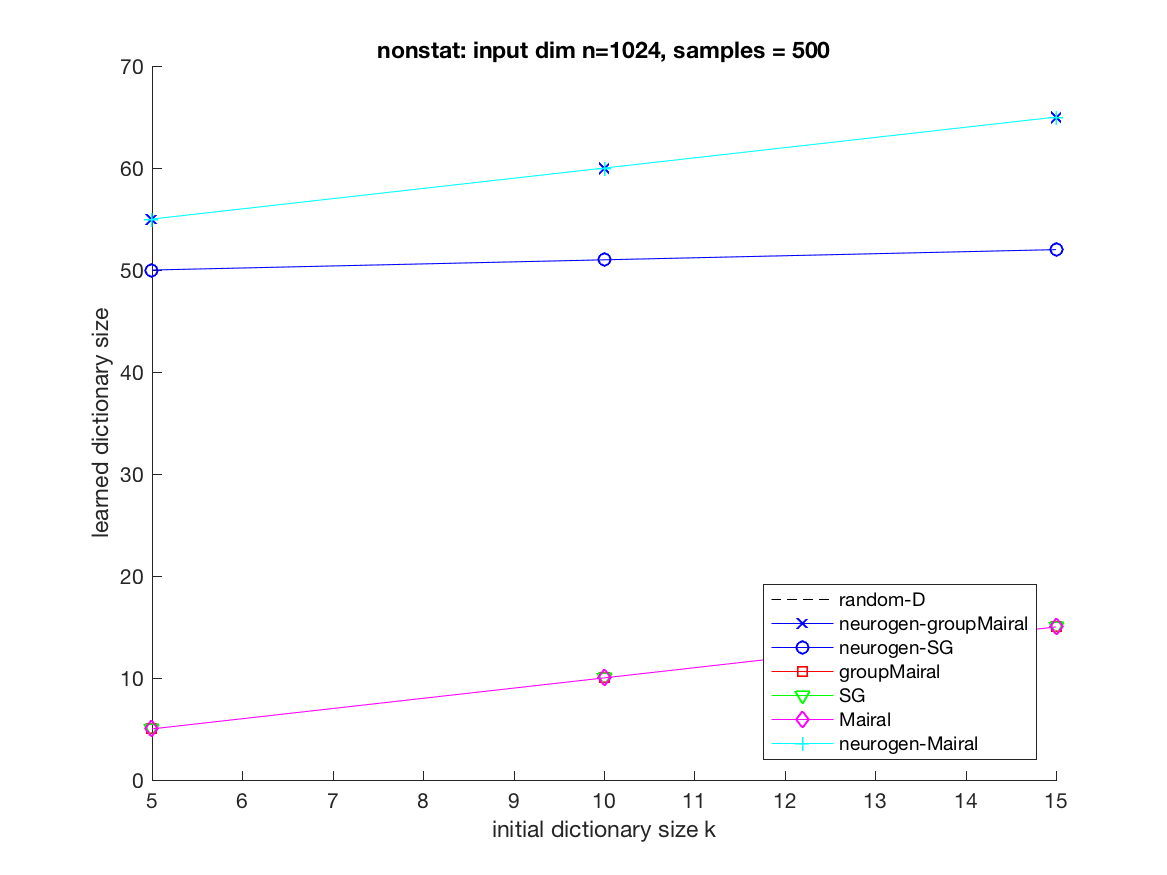 nonstat: input dim n=1024, samples = 500
70
60
50
40
30
20
10
0
learned dictionary size
5 6 7 8 9 10 11 12 13 14 15
initial dictionary size k
random-D
neurogen-groupMairal
neurogen-SG
groupMairal
SG
Mairal
neurogen-Mairal